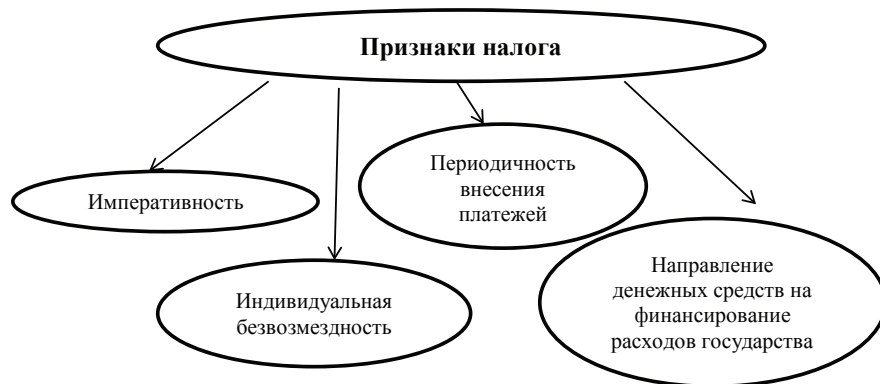 Признаки налога
Императивность
Индивидуальная
безвозмездность
Периодичность
внесения
платежей
Направление
денежных средств на
финансирование
расходов государства